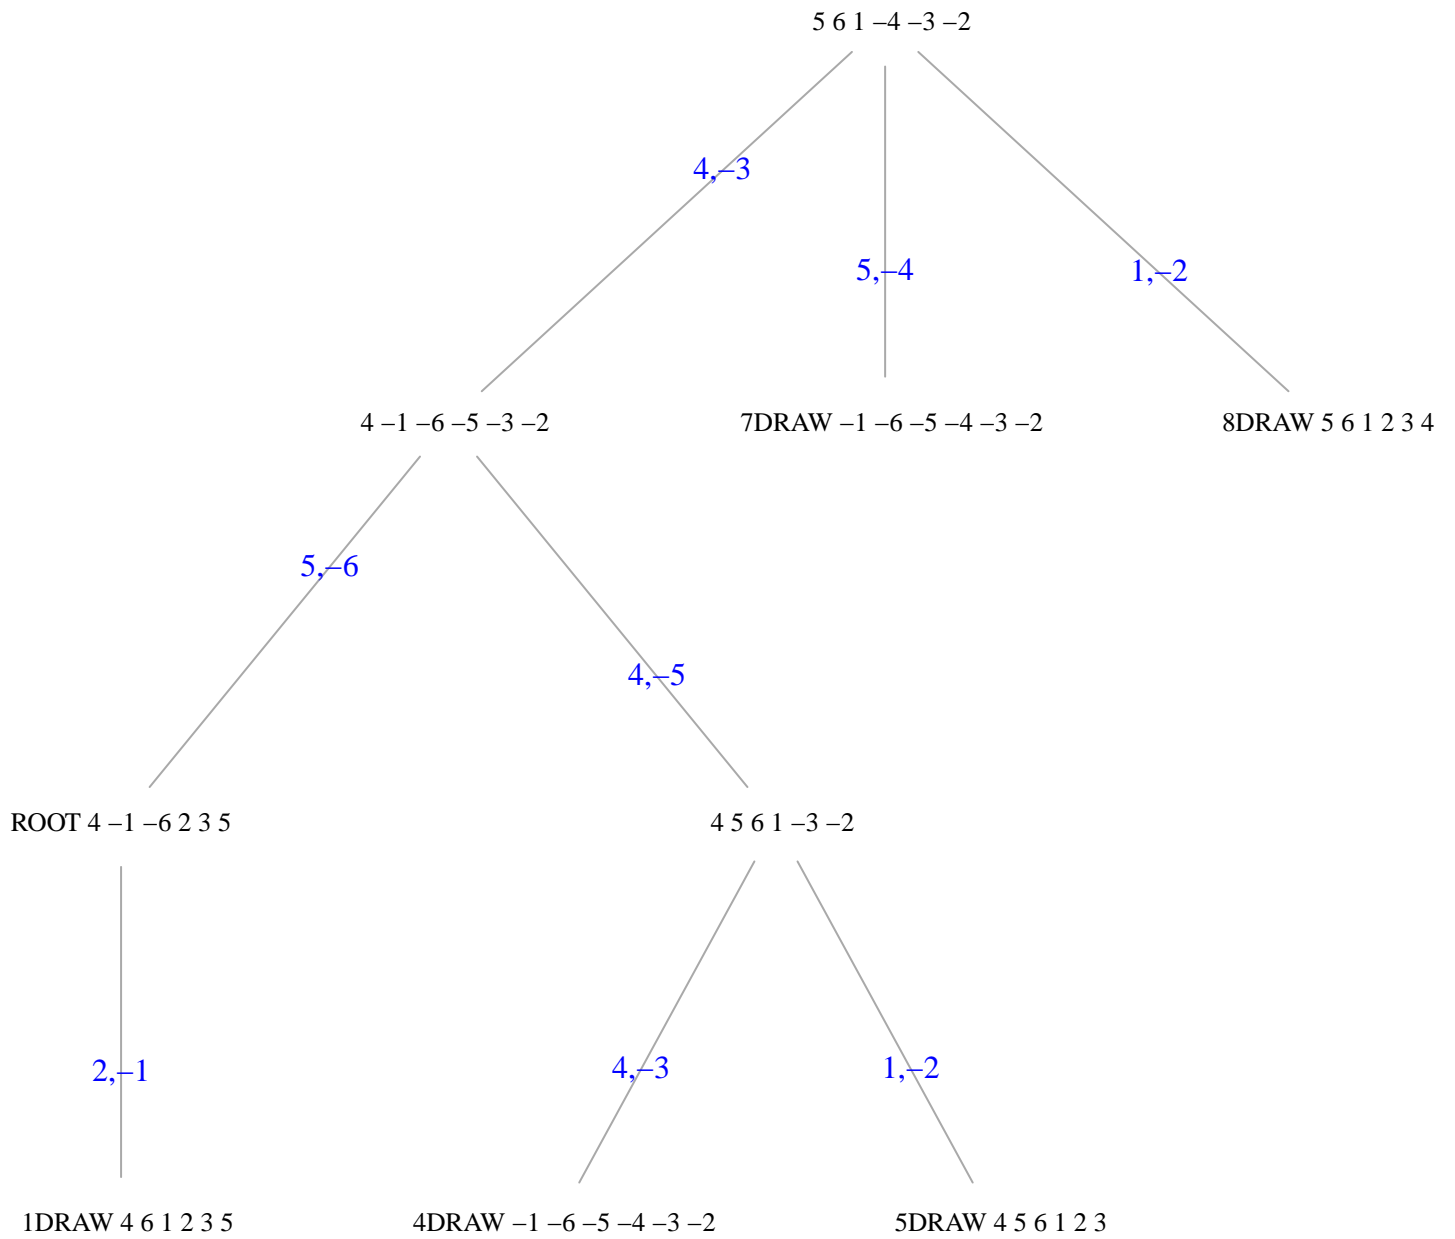 5 6 1 –4 –3 –2
4,–3
5,–4
1,–2
4 –1 –6 –5 –3 –2
7DRAW –1 –6 –5 –4 –3 –2
8DRAW 5 6 1 2 3 4
5,–6
4,–5
ROOT 4 –1 –6 2 3 5
4 5 6 1 –3 –2
2,–1
4,–3
1,–2
1DRAW 4 6 1 2 3 5
4DRAW –1 –6 –5 –4 –3 –2
5DRAW 4 5 6 1 2 3